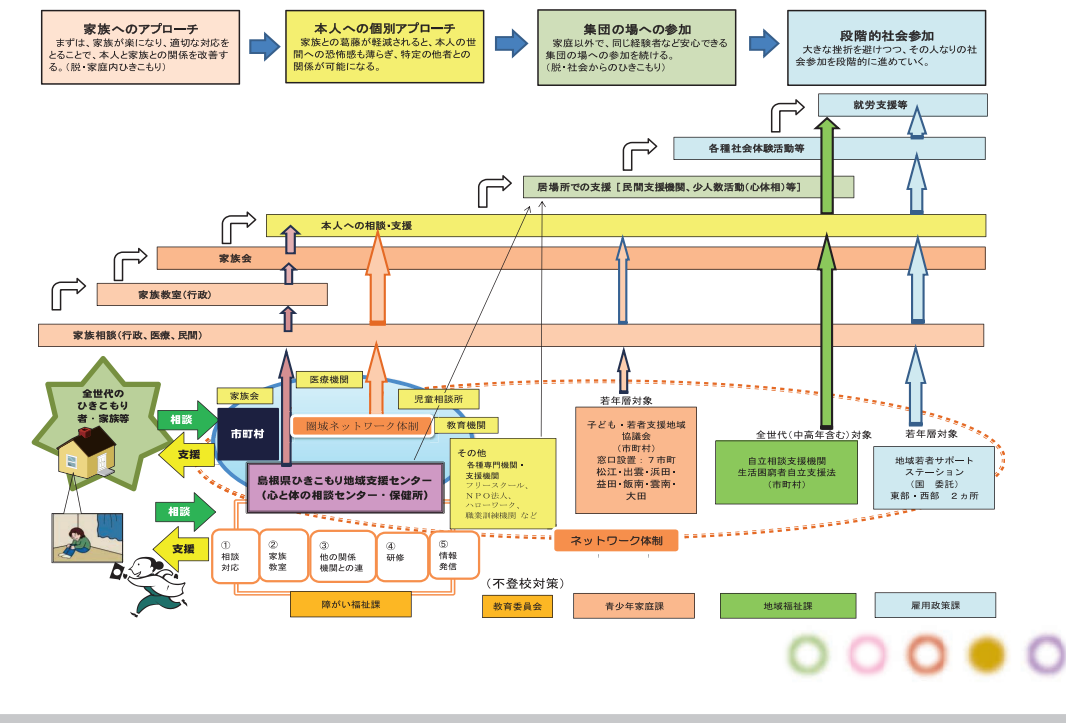 家族へのアプローチ
まずは、家族が楽になり、適切な対応を
とることで、本人と家族との関係を改善す
る。(脱・家庭内ひきこもり)
本人への個別アプローチ
家族との葛藤が軽減されると、本人の世
間への恐怖感も薄らぎ、特定の他者との
関係が可能になる。
集団の場への参加
家庭以外で、同じ経験者など安心できる
集団の場への参加を続ける。
(脱・社会からのひきこもり)
段階的社会参加
大きな挫折を避けつつ、その人なりの社
会参加を段階的に進めていく。
就労支援等
各種社会体験活動等
居場所での支援［民間支援機関、少人数活動(心体相)等］
本人への相談・支援
家族会
家族教室(行政)
家族相談(行政、医療、民間)
全世代の
ひきこもり
者・家族等
相談
支援
相談
支援
家族会
医療機関
児童相談所
教育機関
市町村
圏域ネットワーク体制
島根県ひきこもり地域支援センター
(心と体の相談センター・保健所)
その他
各種専門機関・
支援機関
フリースクール、
ＮＰＯ法人、
ハローワーク、
職業訓練機関 など
若年層対象
子ども・若者支援地域
協議会
(市町村)
窓口設置：７市町
松江・出雲・浜田・
益田・飯南・雲南・
大田
全世代(中高年含む)対象
自立相談支援機関
生活困窮者自立支援法
(市町村)
若年層対象
地域若者サポート
ステーション
(国　委託)
東部・西部　２ヵ所
ネットワーク体制
①
相談
対応
②
家族
教室
③
他の関係
機関との連
④
研修
⑤
情報
発信
(不登校対策)
障がい福祉課
教育委員会
青少年家庭課
地域福祉課
雇用政策課